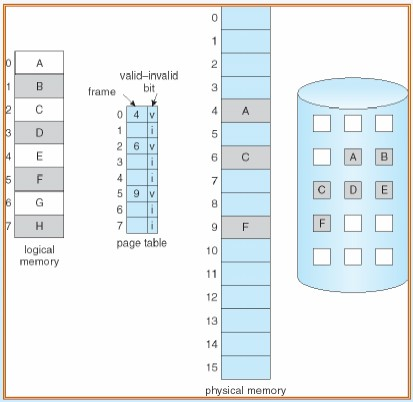 0 A
1 B
2 C
3 D
4 E
5 F
6 G
7 H
logical
memory
valid–invalid
bit
frame
0 4 v
1 i
2 6 v
3 i
4 i
5 9 v
6 i
7 i
page table
0
1
2
3
4 A
5
6 C
7
8
9 F
10
11
12
13
14
15
physical memory
A B
C D E
F